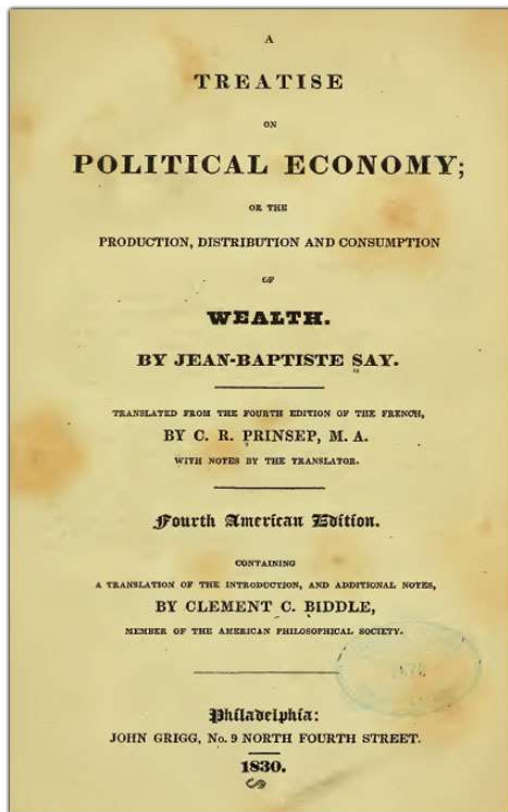 A
TREATISE
ON
POLITICAL ECONOMY;
OR THE
PRODUCTION, DISTRIBUTION AND CONSUMPTION
OF
WEALTH.
BY JEAN-BAPTISTE SAY.
TRANSLATED FROM THE FOURTH EDITION OF THE FRENCH,
BY C. R. PRINSEP, M. A.
WITH NOTES BY THE TRANSLATOR.
Fourth American Edition.
CONTAINING
A TRANSLATION OF THE INTRODUCTION, AND ADDITIONAL NOTES,
BY CLEMENT C. BIDDLE,
MEMBER OF THE AMERICAN PHILOSOPHICAL SOCIETY.
Philadelphia:
JOHN GRIGG, No. 9 NORTH FOURTH STREET.
1830.